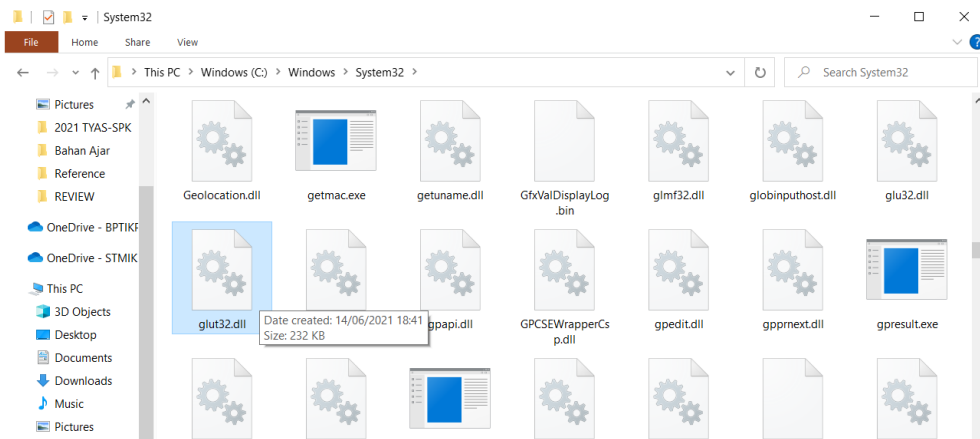 System32
File Home Share View
This PC > Windows (C:) > Windows > System32 >
Search System32
Pictures
2021 TYAS-SPK
Bahan Ajar
Reference
REVIEW
OneDrive - BPTIKP
OneDrive - STMIK
This PC
3D Objects
Desktop
Documents
Downloads
Music
Pictures
Geolocation.dll getmac.exe getuname.dll GfxValDisplayLog glmf32.dll globinputhost.dll glu32.dll
.bin
glut32.dll gpapi.dll GPCSEWrapperCs gpedit.dll gpprnext.dll gpresult.exe
p.dll
Date created: 14/06/2021 18:41
Size: 232 KB